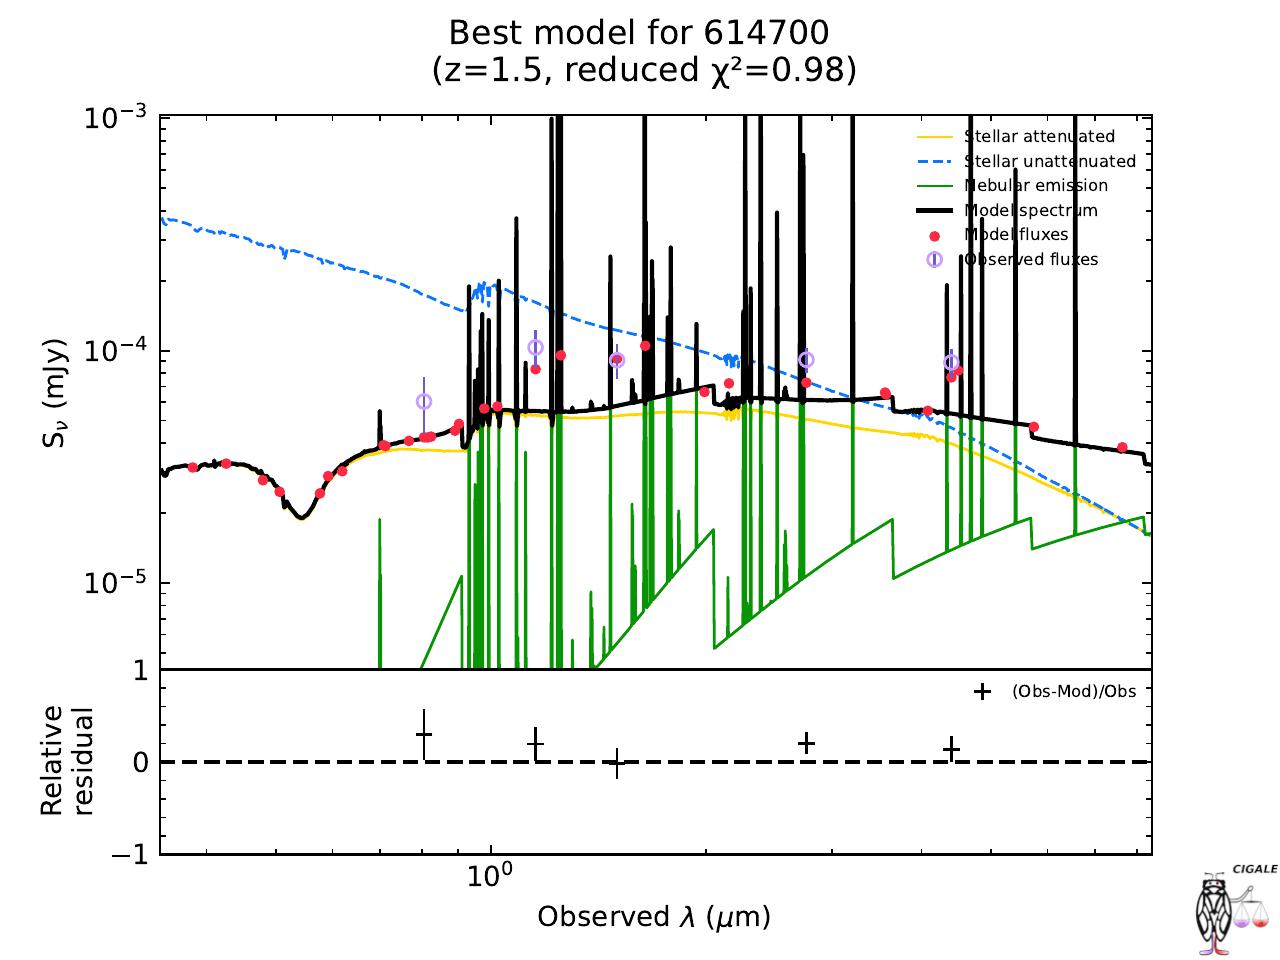 Best model for 614700
(z=1.5, reduced χ²=0.98)
10⁻³
10⁻⁴
10⁻⁵
S𝜈 (mJy)
Stellar attenuated
Stellar unattenuated
Nebular emission
Model spectrum
Model fluxes
Observed fluxes
1
0
−1
Relative
residual
(Obs-Mod)/Obs
10⁰
Observed λ (μm)
CIGALE